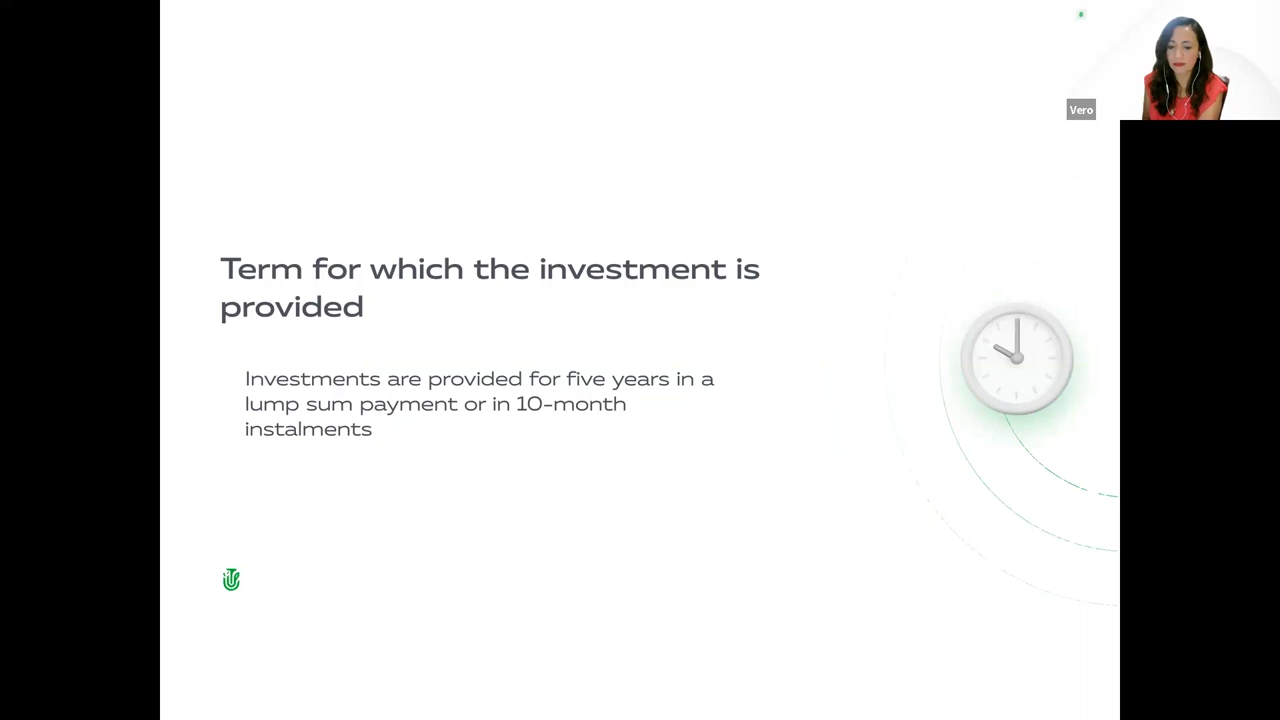 Vero
Term for which the investment is
provided
Investments are provided for five years in a
lump sum payment or in 10-month
instalments